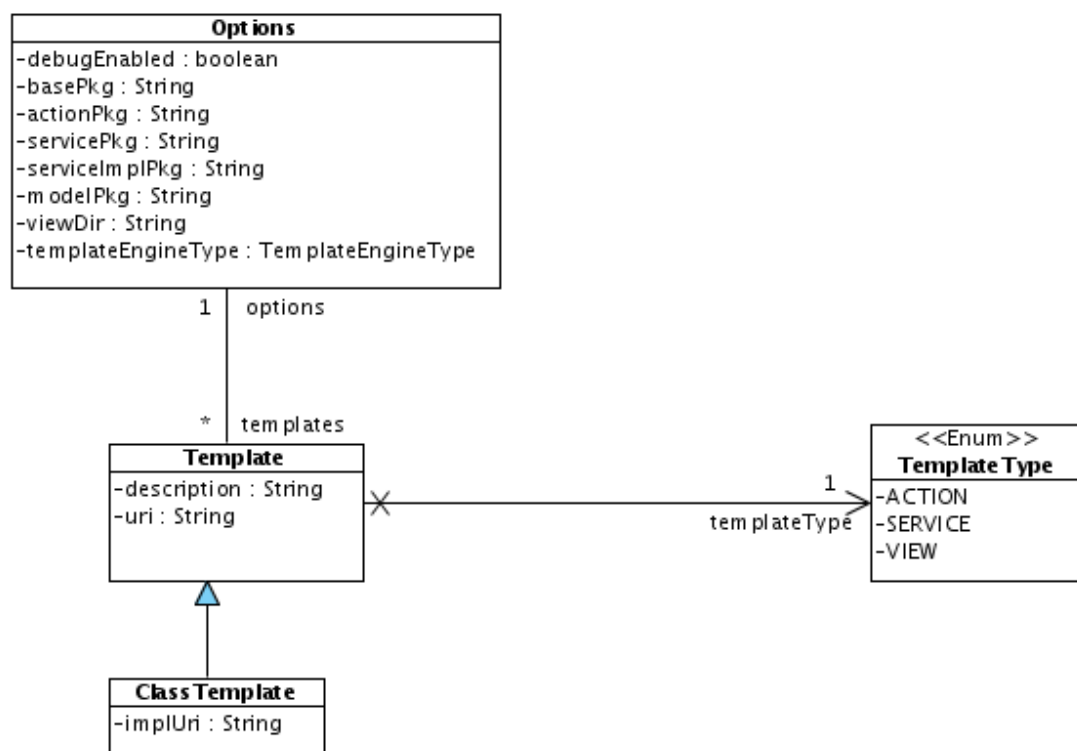 Options
-debugEnabled : boolean
-basePkg : String
-actionPkg : String
-servicePkg : String
-serviceImplPkg : String
-modelPkg : String
-viewDir : String
-templateEngineType : TemplateEngineType
1 options
* templates
Template
-description : String
-uri : String
1
templateType
<<Enum>>
TemplateType
-ACTION
-SERVICE
-VIEW
ClassTemplate
-implUri : String